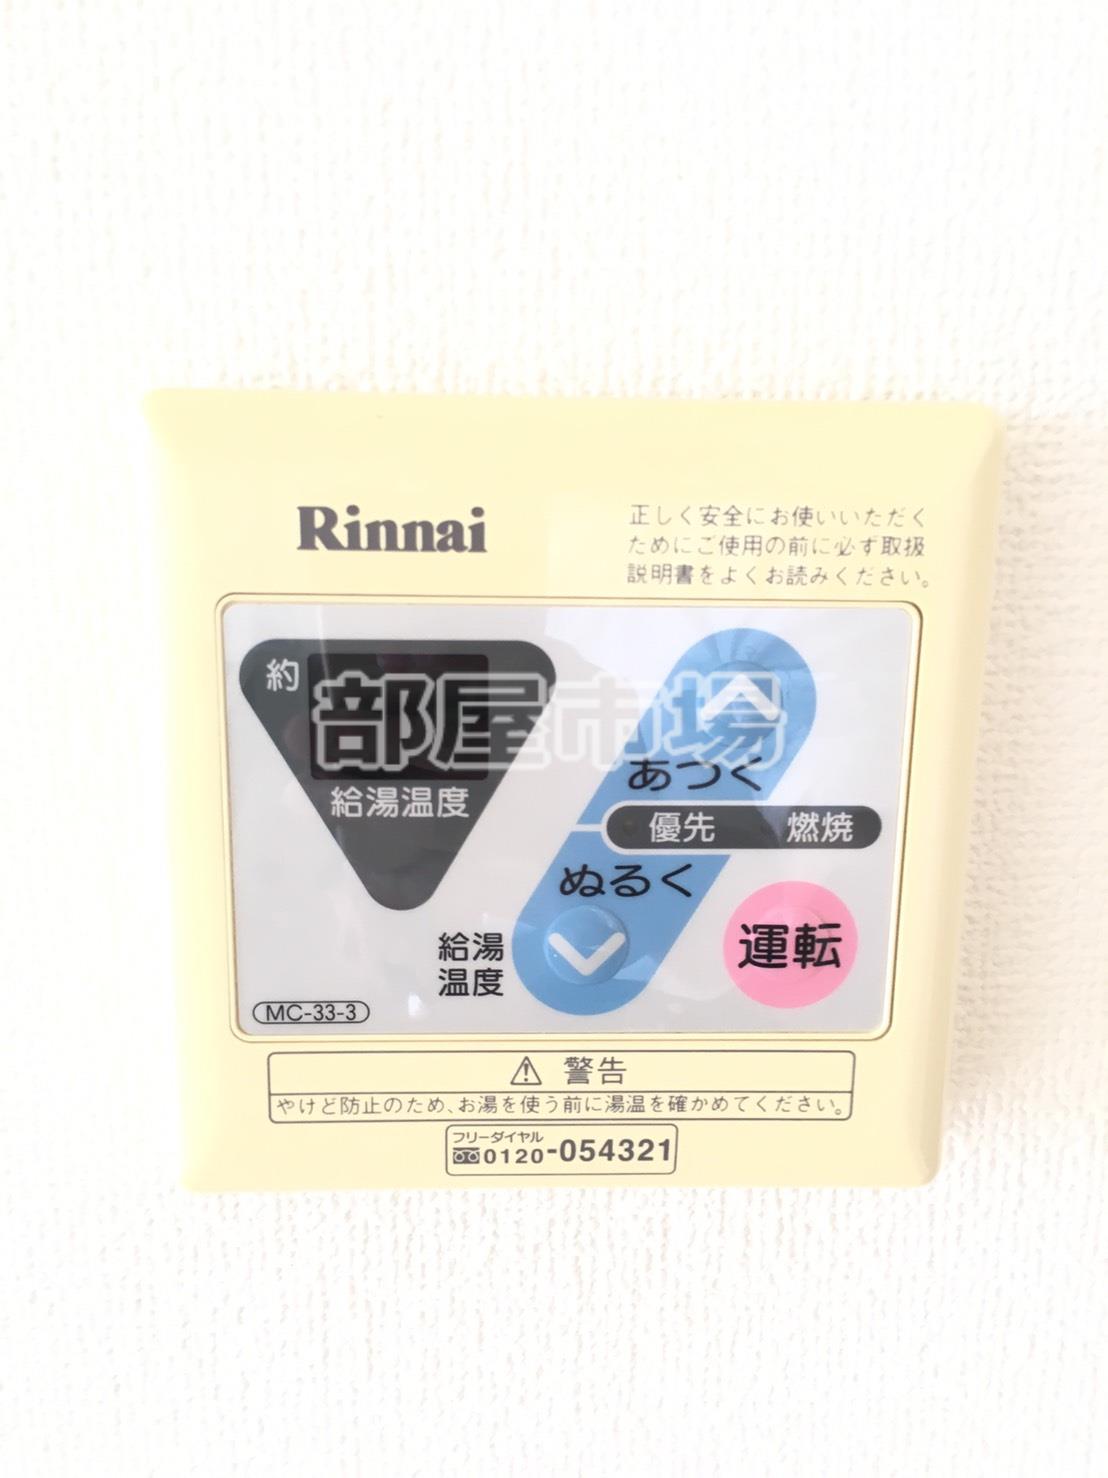 Rinnai
正しく安全にお使いいただく
ためにご使用の前に必ず取扱
説明書をよくお読みください。
約
部屋市場
給湯温度
あつく
優先 燃焼
ぬるく
給湯
温度
運転
MC-33-3
⚠ 警告
やけど防止のため、お湯を使う前に湯温を確かめてください。
フリーダイヤル
0120-054321